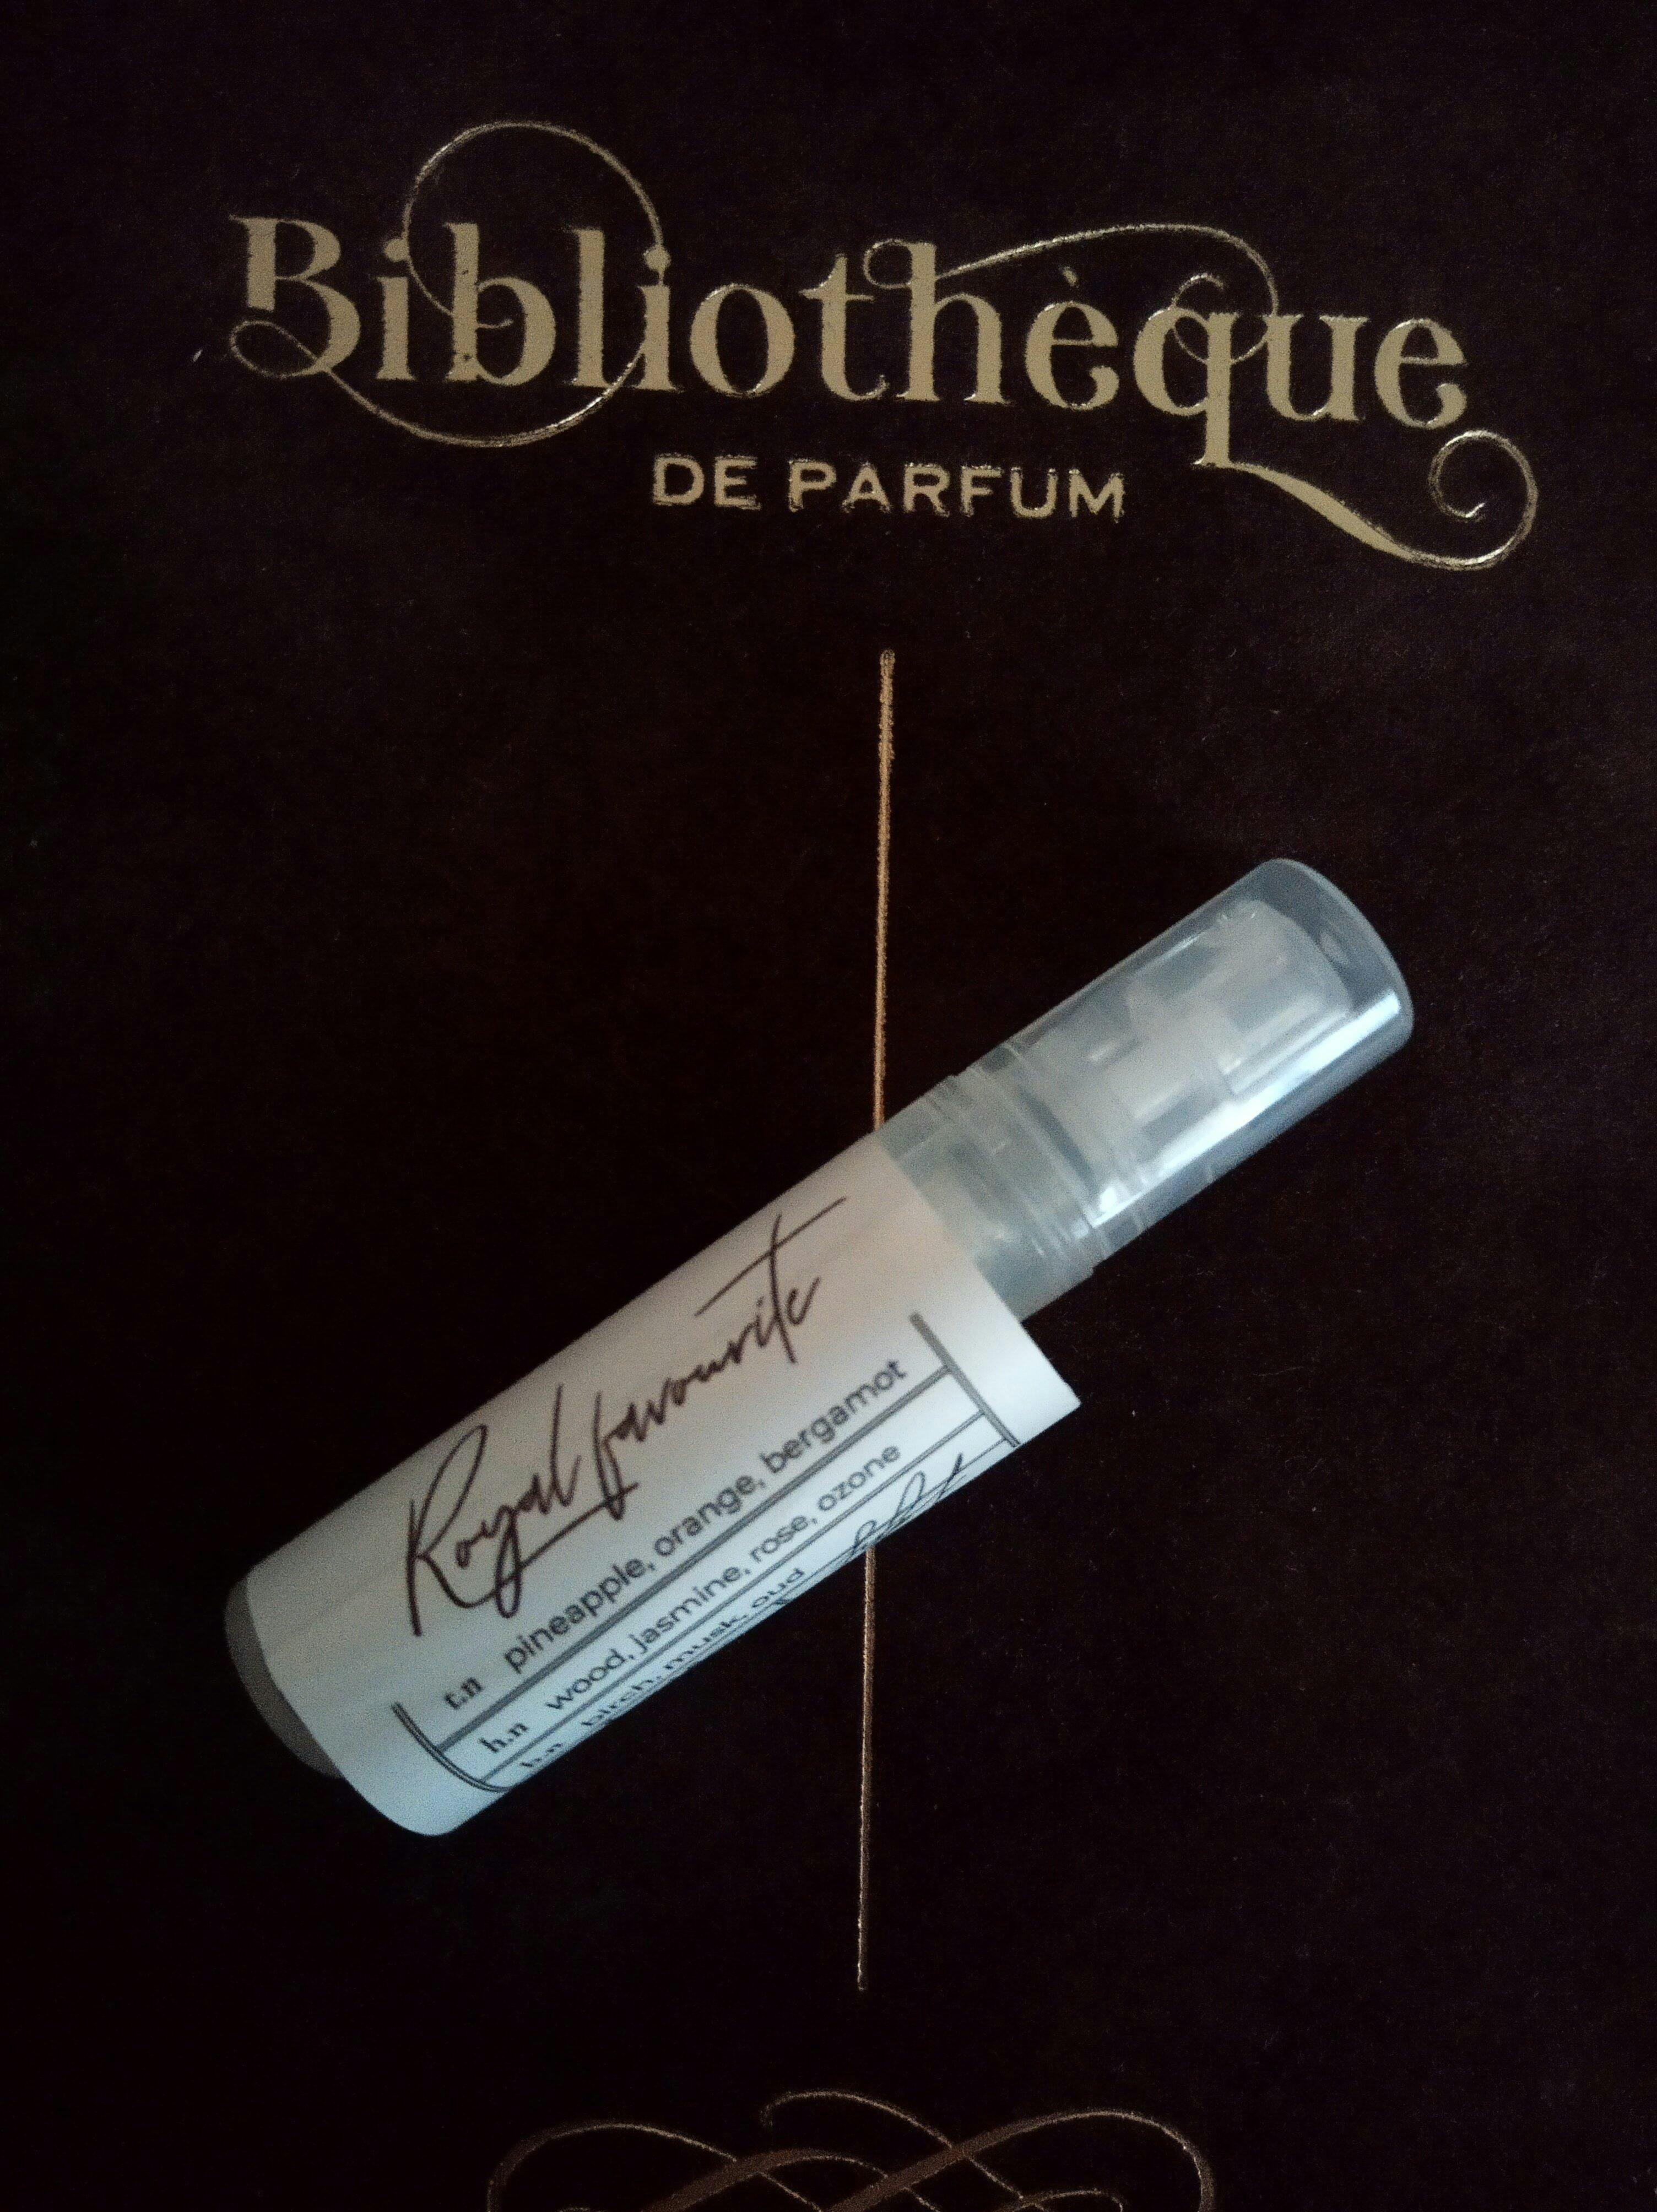 Bibliothèque
DE PARFUM
Royal favourite
t.n pineapple, orange, bergamot
h.n wood, jasmine, rose, ozone
b.n birch, musk, oud